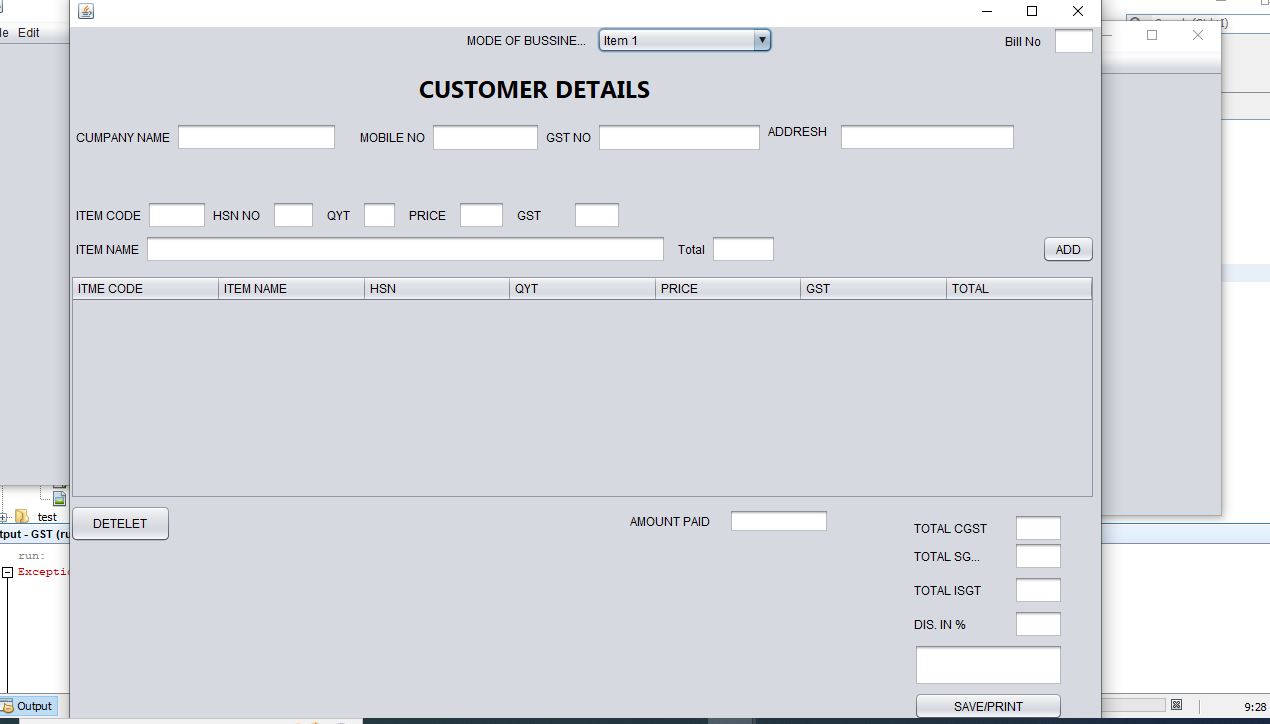 le Edit
MODE OF BUSSINE... Item 1 Bill No
CUSTOMER DETAILS
CUMPANY NAME MOBILE NO GST NO ADDRESH
ITEM CODE HSN NO QYT PRICE GST
ITEM NAME Total ADD
ITME CODE ITEM NAME HSN QYT PRICE GST TOTAL
test
DETELET AMOUNT PAID
TOTAL CGST
tput - GST (ru
run:
TOTAL SG...
Exceptio
TOTAL ISGT
DIS. IN %
Output SAVE/PRINT 9:28